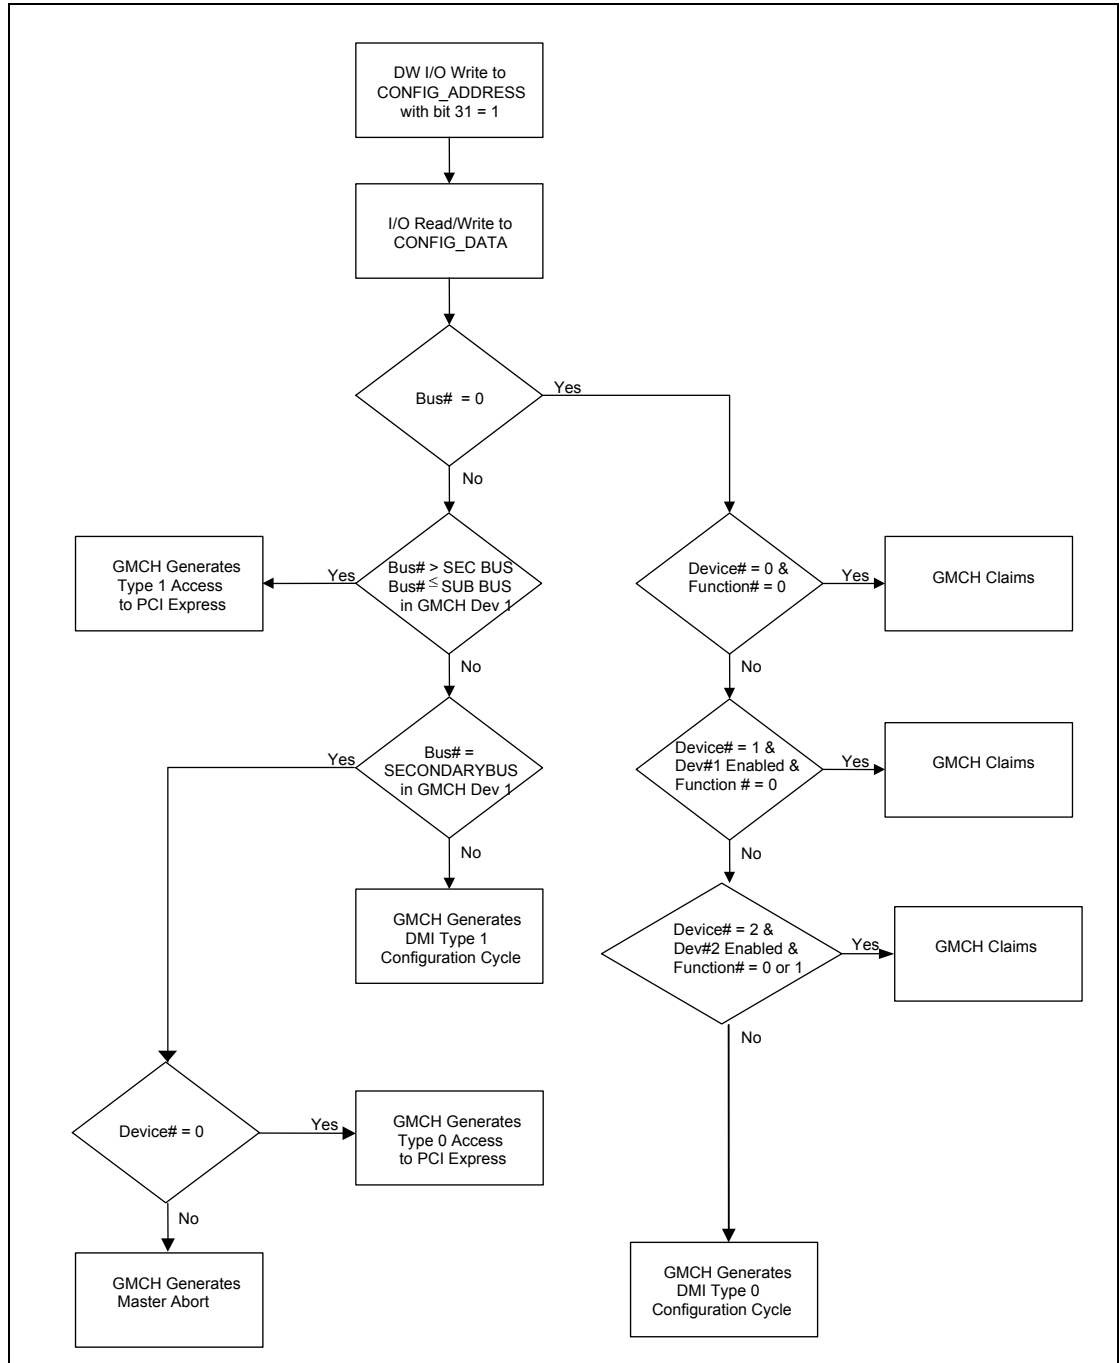 DW I/O Write to
CONFIG_ADDRESS
with bit 31 = 1
I/O Read/Write to
CONFIG_DATA
Bus# = 0
Yes
No
GMCH Generates
Type 1 Access
to PCI Express
Yes
Bus# > SEC BUS
Bus# ≤ SUB BUS
in GMCH Dev 1
No
Device# = 0 &
Function# = 0
Yes
GMCH Claims
No
Yes
Bus# =
SECONDARYBUS
in GMCH Dev 1
No
Device# = 1 &
Dev#1 Enabled &
Function # = 0
Yes
GMCH Claims
No
GMCH Generates
DMI Type 1
Configuration Cycle
Device# = 2 &
Dev#2 Enabled &
Function# = 0 or 1
Yes
GMCH Claims
No
Device# = 0
Yes
GMCH Generates
Type 0 Access
to PCI Express
No
GMCH Generates
Master Abort
GMCH Generates
DMI Type 0
Configuration Cycle